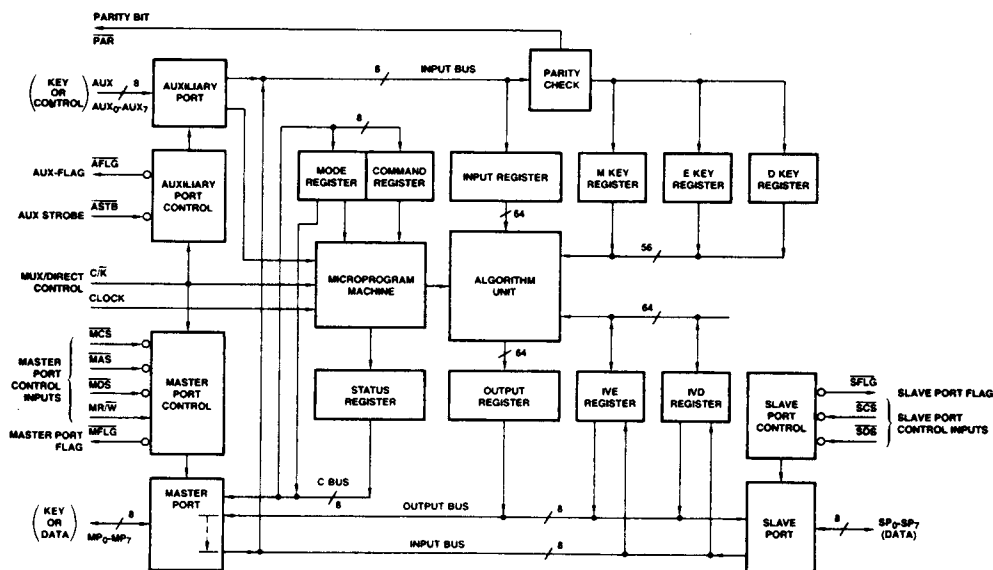 PARITY BIT
PAR
(KEY OR CONTROL)
AUX
8
AUX0-AUX7
AUXILIARY PORT
6
INPUT BUS
PARITY CHECK
8
AUX-FLAG
AFLG
AUX STROBE
ASTB
AUXILIARY PORT CONTROL
MODE REGISTER
COMMAND REGISTER
INPUT REGISTER
M KEY REGISTER
E KEY REGISTER
D KEY REGISTER
64
56
MUX/DIRECT CONTROL
C/K
CLOCK
MICROPROGRAM MACHINE
ALGORITHM UNIT
64
64
MASTER PORT CONTROL INPUTS
MCS
MAS
MDS
MR/W
MASTER PORT FLAG
MFLG
MASTER PORT CONTROL
STATUS REGISTER
OUTPUT REGISTER
IVE REGISTER
IVD REGISTER
SLAVE PORT CONTROL
SFLG
SLAVE PORT FLAG
SCS
SDS
SLAVE PORT CONTROL INPUTS
C BUS
8
(KEY OR DATA)
8
MP0-MP7
MASTER PORT
OUTPUT BUS
8
INPUT BUS
8
SLAVE PORT
8
SP0-SP7
(DATA)